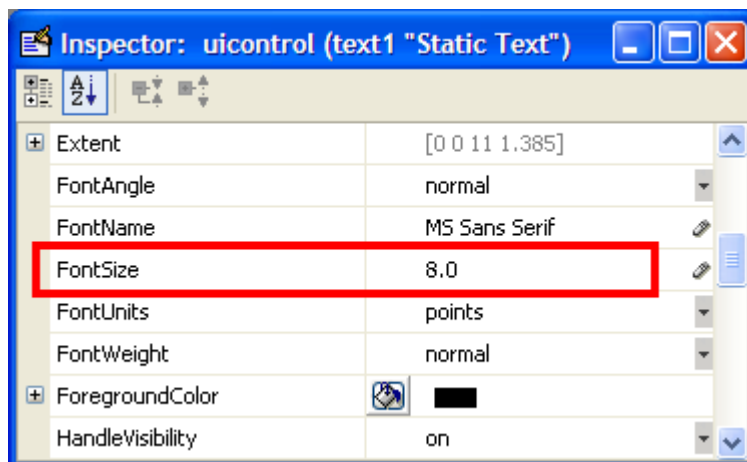 Inspector: uicontrol (text1 "Static Text")
Extent [0 0 11 1.385]
FontAngle normal
FontName MS Sans Serif
FontSize 8.0
FontUnits points
FontWeight normal
ForegroundColor
HandleVisibility on